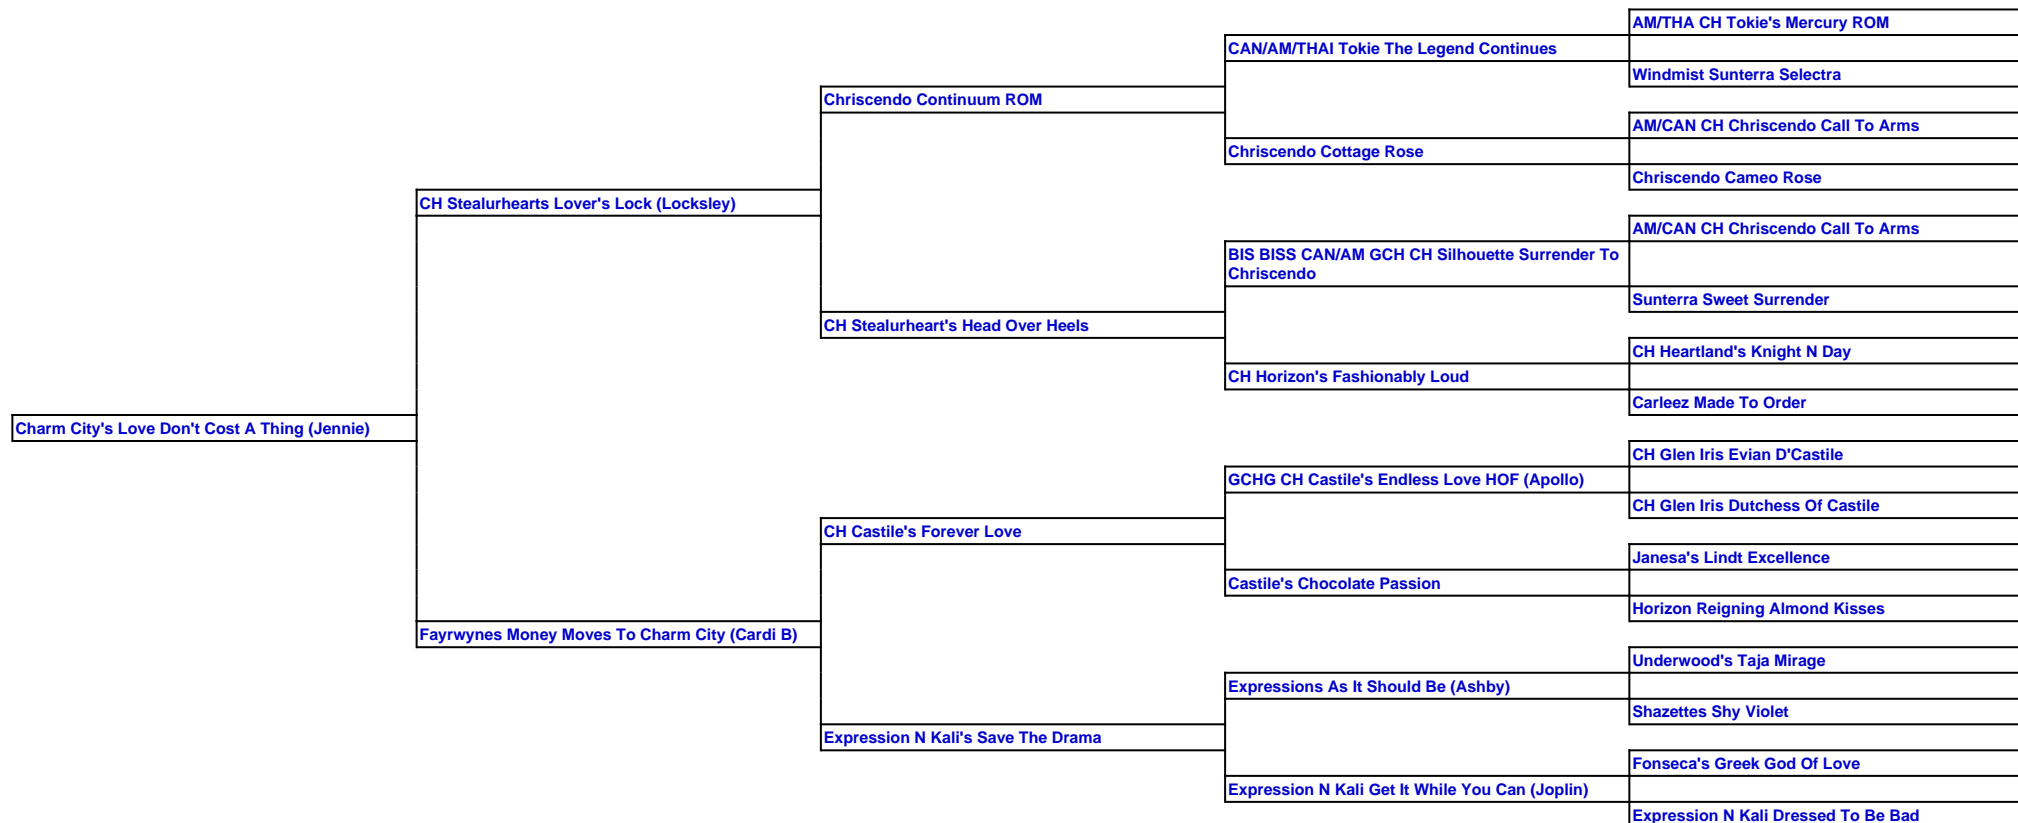 AM/THA CH Tokie's Mercury ROM
CAN/AM/THAI Tokie The Legend Continues
Windmist Sunterra Selectra
Chriscendo Continuum ROM
AM/CAN CH Chriscendo Call To Arms
Chriscendo Cottage Rose
Chriscendo Cameo Rose
CH Stealurhearts Lover's Lock (Locksley)
AM/CAN CH Chriscendo Call To Arms
BIS BISS CAN/AM GCH CH Silhouette Surrender To
Chriscendo
Sunterra Sweet Surrender
CH Stealurheart's Head Over Heels
CH Heartland's Knight N Day
CH Horizon's Fashionably Loud
Carleez Made To Order
Charm City's Love Don't Cost A Thing (Jennie)
CH Glen Iris Evian D'Castile
GCHG CH Castile's Endless Love HOF (Apollo)
CH Glen Iris Dutchess Of Castile
CH Castile's Forever Love
Janesa's Lindt Excellence
Castile's Chocolate Passion
Horizon Reigning Almond Kisses
Fayrwynes Money Moves To Charm City (Cardi B)
Underwood's Taja Mirage
Expressions As It Should Be (Ashby)
Shazettes Shy Violet
Expression N Kali's Save The Drama
Fonseca's Greek God Of Love
Expression N Kali Get It While You Can (Joplin)
Expression N Kali Dressed To Be Bad